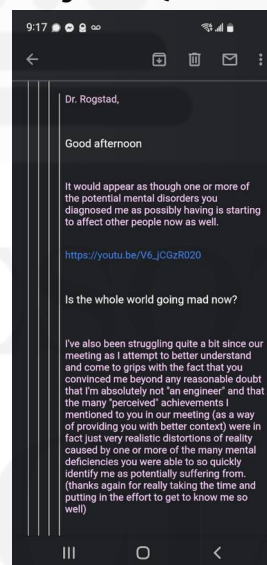 9:17
Dr. Rogstad,
Good afternoon
It would appear as though one or more of
the potential mental disorders you
diagnosed me as possibly having is starting
to affect other people now as well.
https://youtu.be/V6_jCGzR020
Is the whole world going mad now?
I've also been struggling quite a bit since our
meeting as I attempt to better understand
and come to grips with the fact that you
convinced me beyond any reasonable doubt
that I'm absolutely not "an engineer" and that
the many "perceived" achievements I
mentioned to you in our meeting (as a way
of providing you with better context) were in
fact just very realistic distortions of reality
caused by one or more of the many mental
deficiencies you were able to so quickly
identify me as potentially suffering from.
(thanks again for really taking the time and
putting in the effort to get to know me so
well)